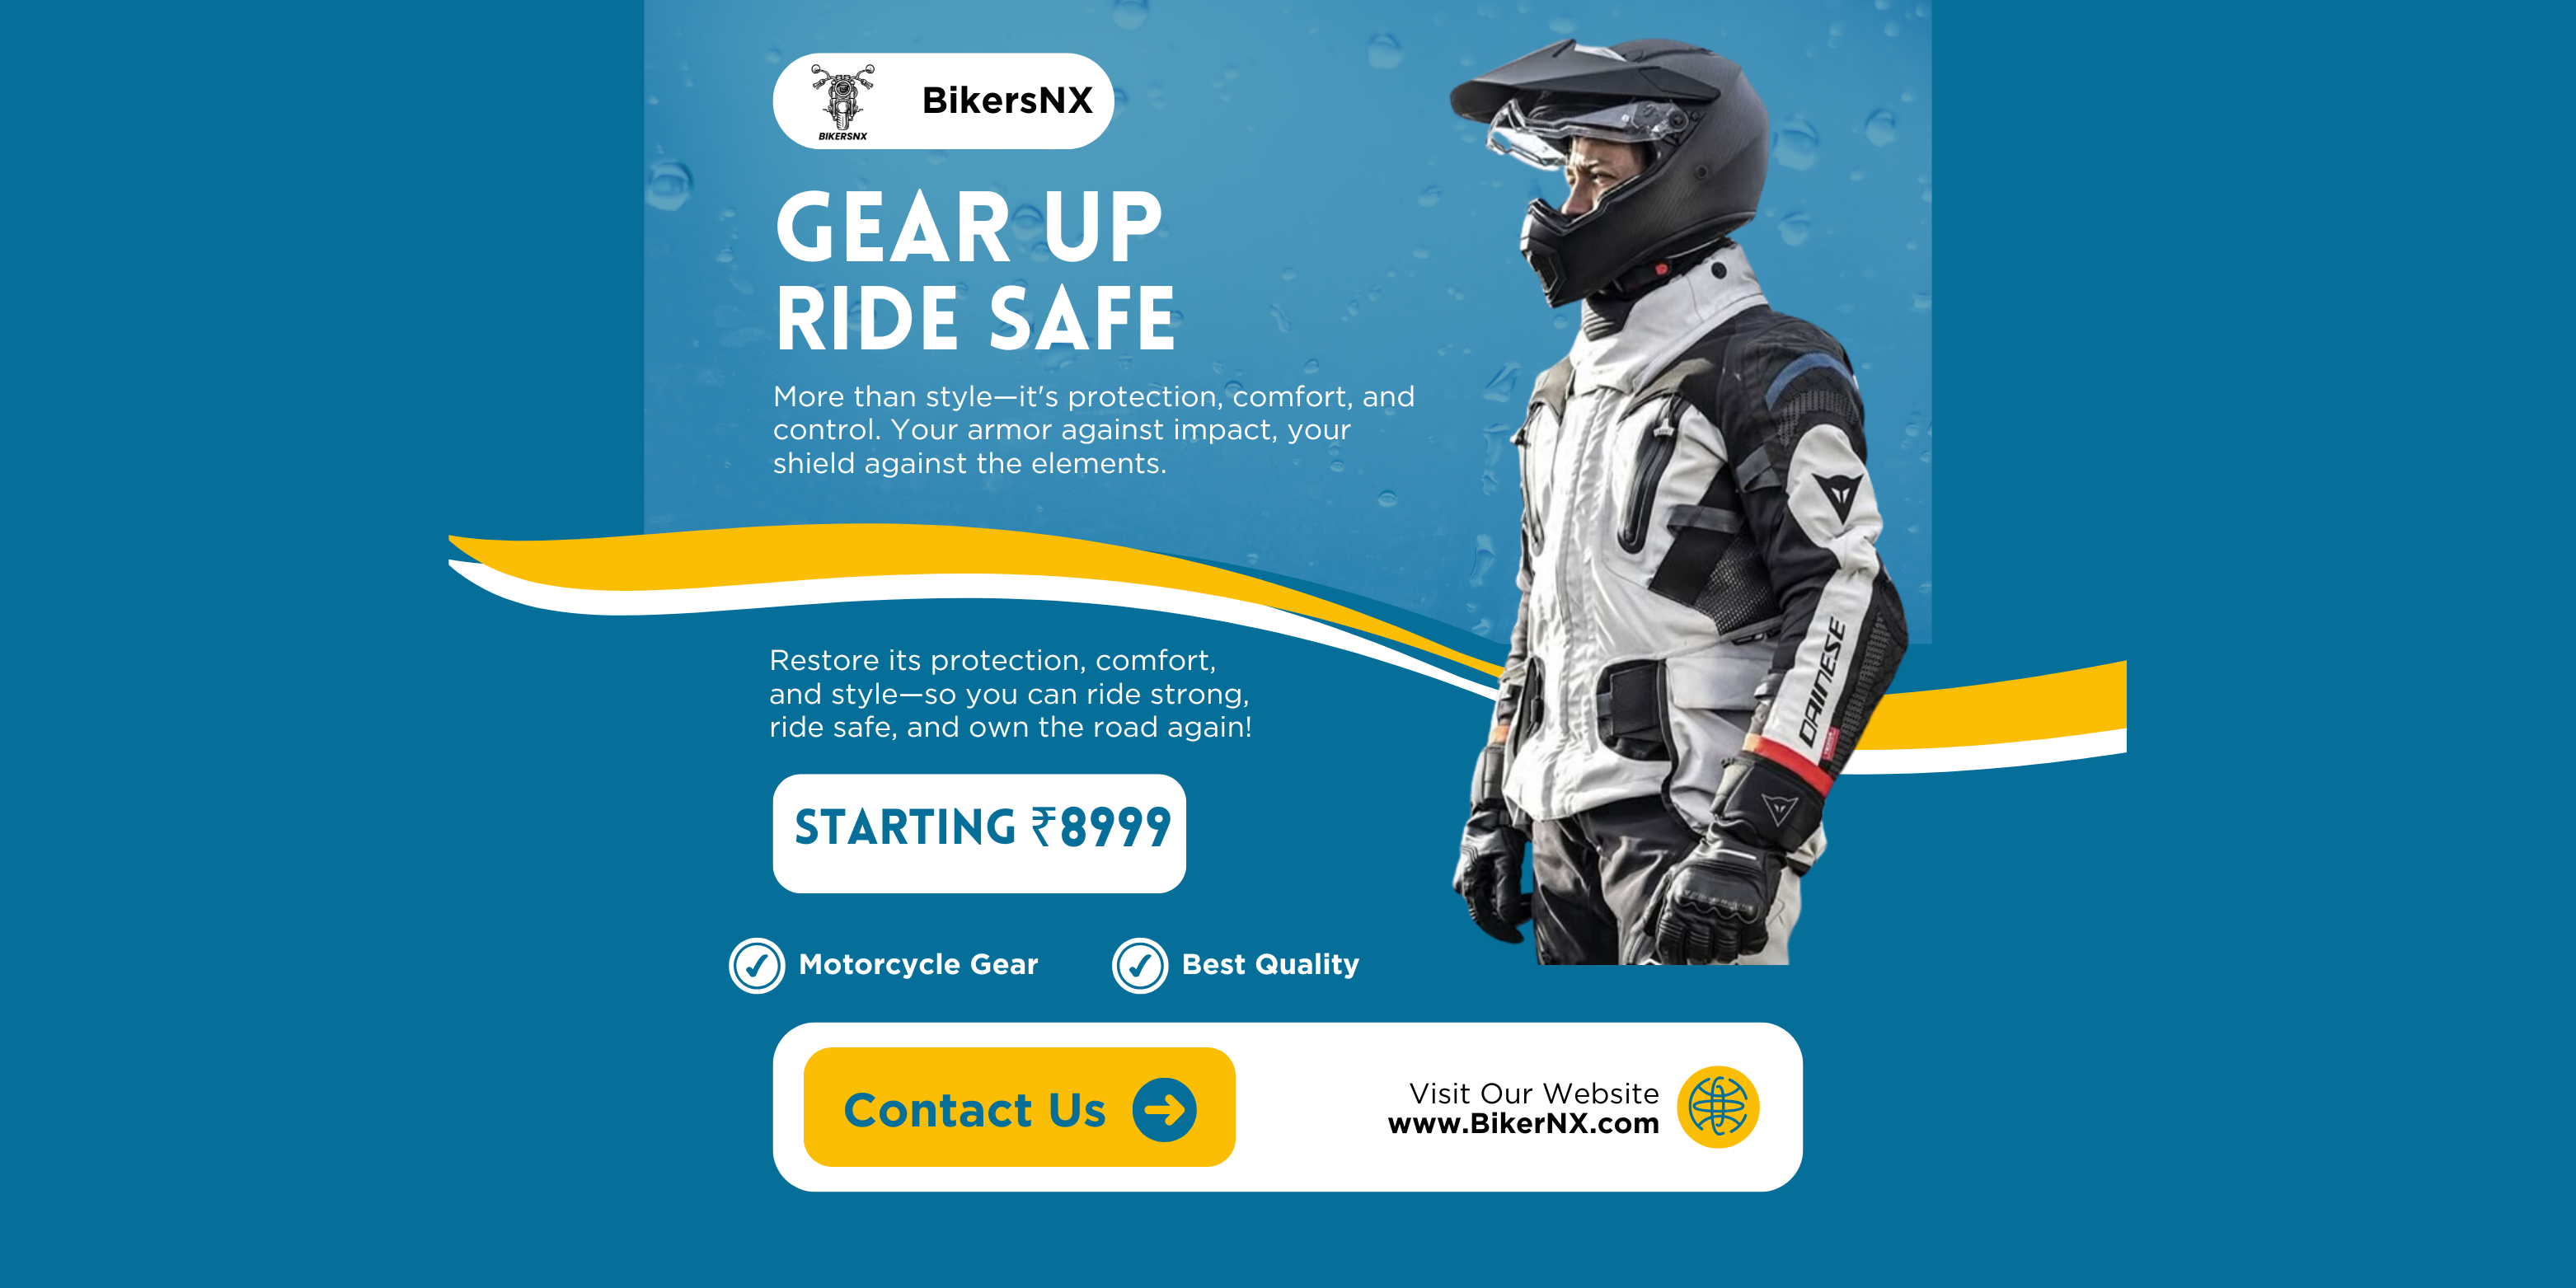 BIKERSNX
BikersNX
GEAR UP
RIDE SAFE
More than style—it's protection, comfort, and
control. Your armor against impact, your
shield against the elements.
DAINESE
Restore its protection, comfort,
and style—so you can ride strong,
ride safe, and own the road again!
STARTING ₹8999
Motorcycle Gear
Best Quality
Contact Us
Visit Our Website
www.BikerNX.com